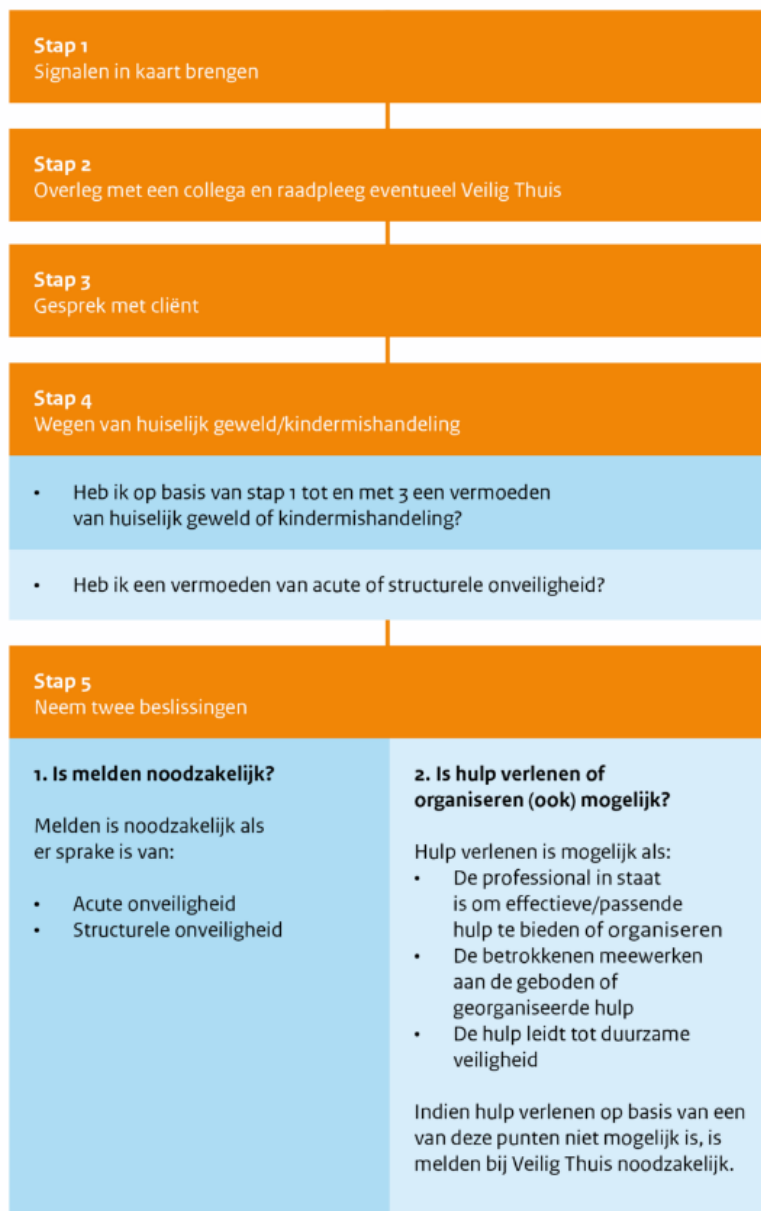 Stap 1
Signalen in kaart brengen
Stap 2
Overleg met een collega en raadpleeg eventueel Veilig Thuis
Stap 3
Gesprek met cliënt
Stap 4
Wegen van huiselijk geweld/kindermishandeling
• Heb ik op basis van stap 1 tot en met 3 een vermoeden
van huiselijk geweld of kindermishandeling?
• Heb ik een vermoeden van acute of structurele onveiligheid?
Stap 5
Neem twee beslissingen
1. Is melden noodzakelijk?
Melden is noodzakelijk als
er sprake is van:
• Acute onveiligheid
• Structurele onveiligheid
2. Is hulp verlenen of
organiseren (ook) mogelijk?
Hulp verlenen is mogelijk als:
• De professional in staat
is om effectieve/passende
hulp te bieden of organiseren
• De betrokkenen meewerken
aan de geboden of
georganiseerde hulp
• De hulp leidt tot duurzame
veiligheid
Indien hulp verlenen op basis van een
van deze punten niet mogelijk is, is
melden bij Veilig Thuis noodzakelijk.